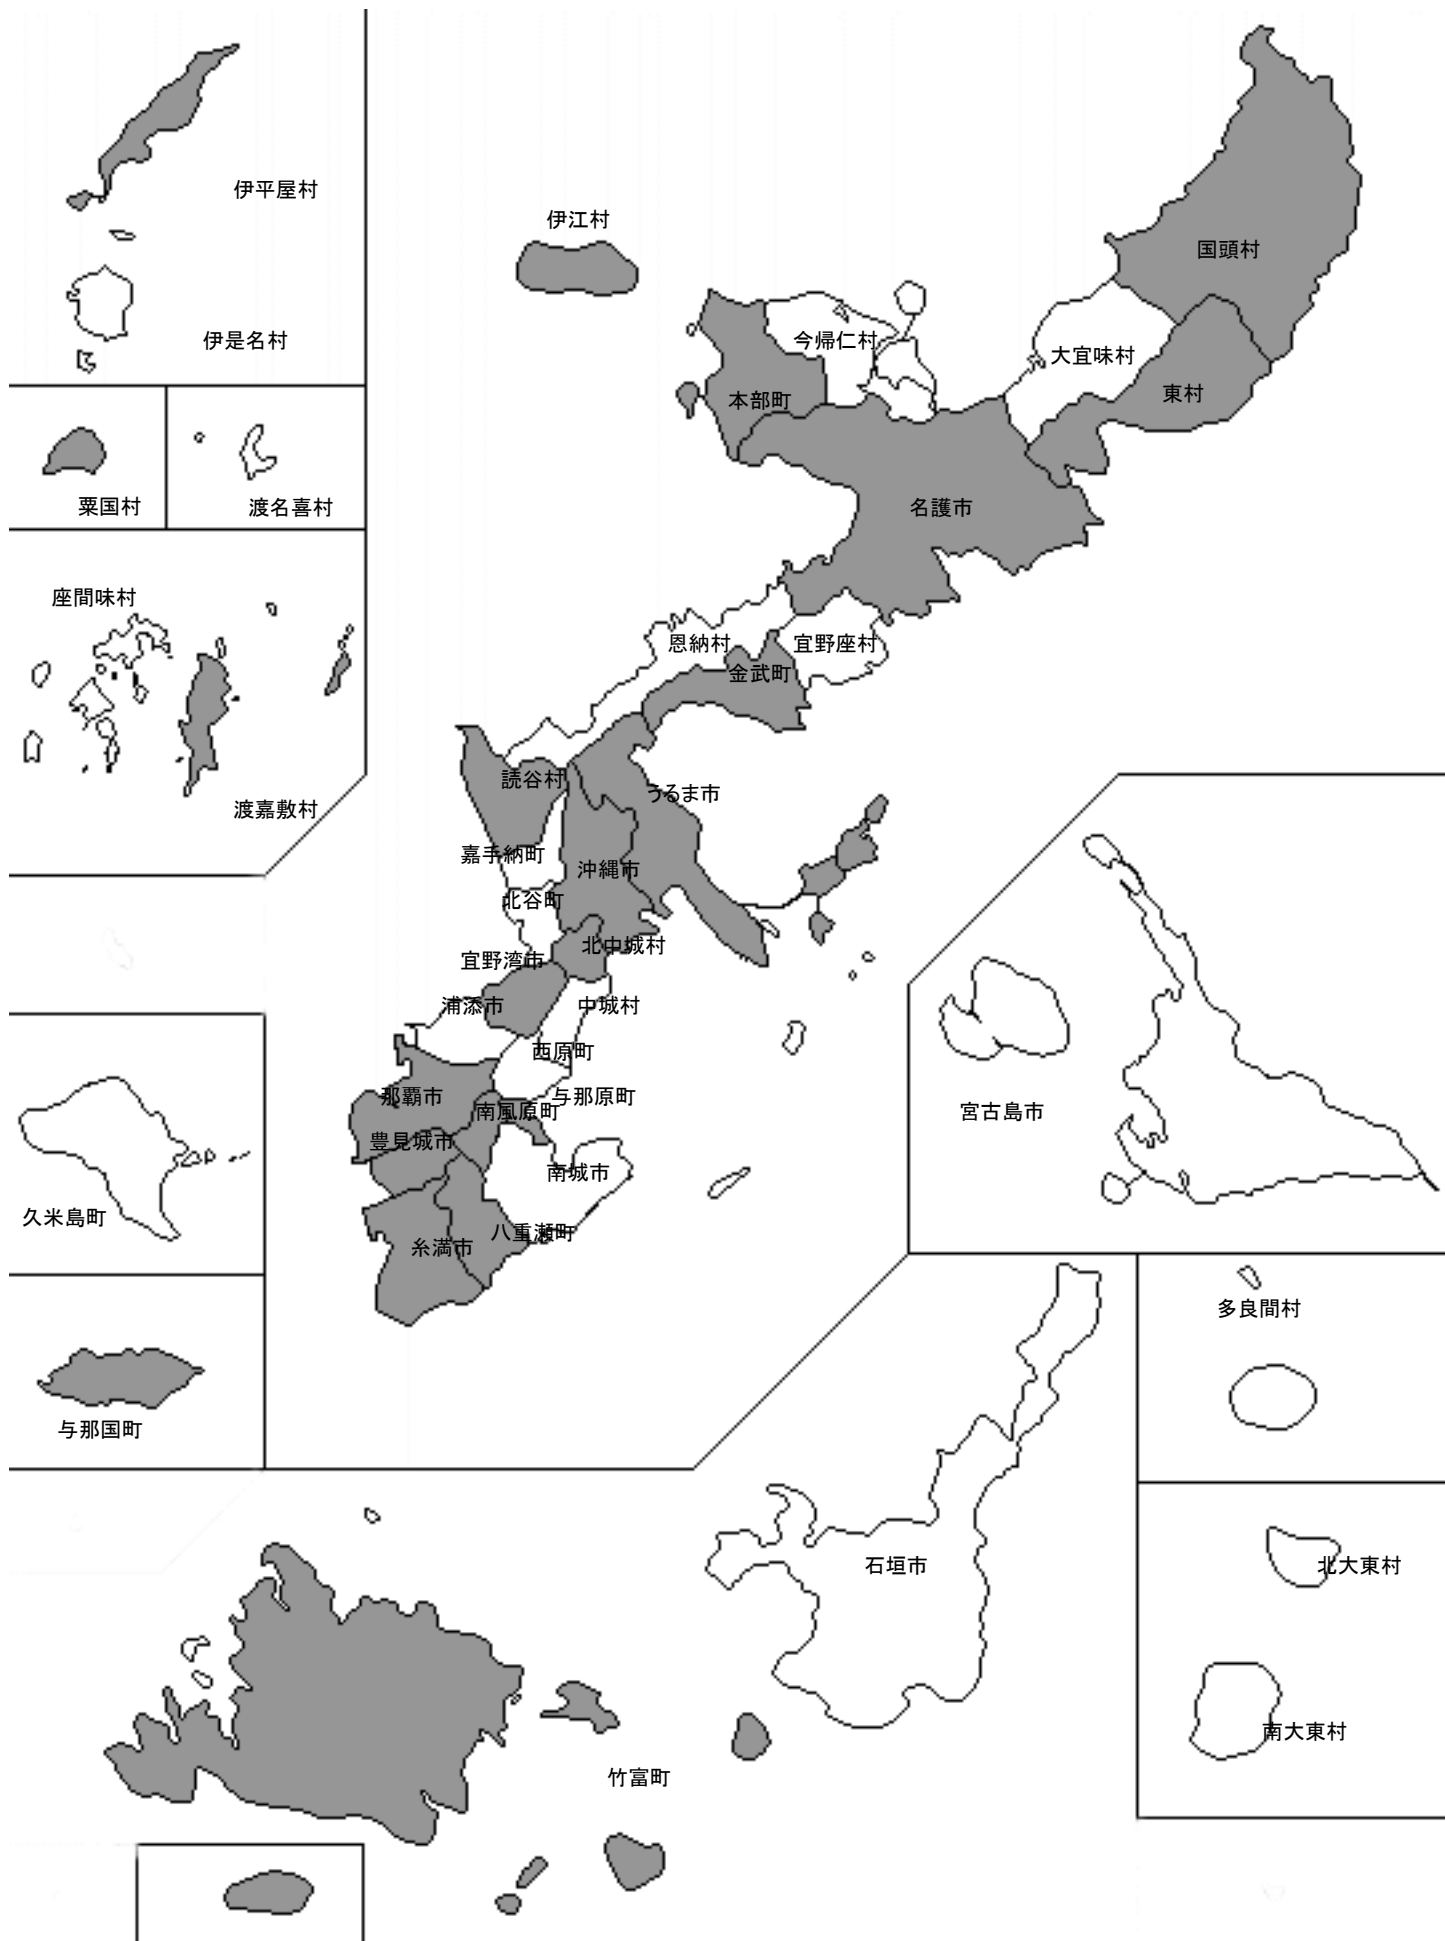 伊平屋村
伊江村
国頭村
伊是名村
今帰仁村
大宜味村
本部町
東村
粟国村
渡名喜村
名護市
座間味村
恩納村
宜野座村
金武町
読谷村
うるま市
渡嘉敷村
嘉手納町
沖縄市
北谷町
北中城村
宜野湾市
浦添市
中城村
西原町
那覇市
与那原町
南風原町
宮古島市
豊見城市
南城市
久米島町
八重瀬町
糸満市
多良間村
与那国町
石垣市
北大東村
南大東村
竹富町